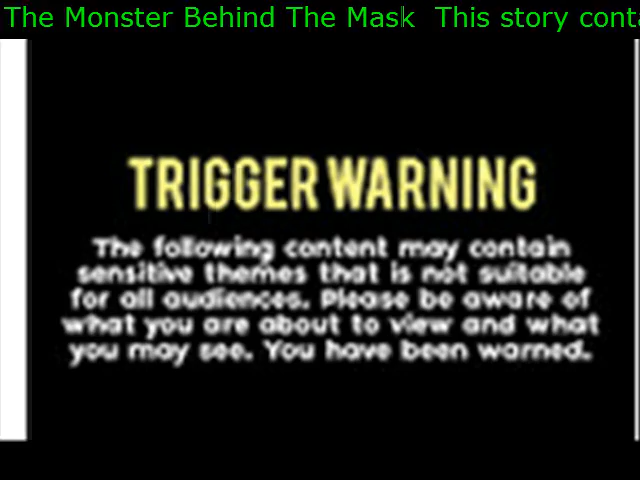 The Monster Behind The Mask This story conta
TRIGGER WARNING
The following content may contain
sensitive themes that is not suitable
for all audiences. Please be aware of
what you are about to view and what
you may see. You have been warned.